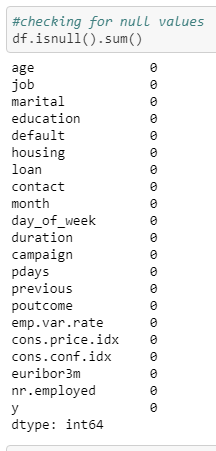 #checking for null values
df.isnull().sum()
age 0
job 0
marital 0
education 0
default 0
housing 0
loan 0
contact 0
month 0
day_of_week 0
duration 0
campaign 0
pdays 0
previous 0
poutcome 0
emp.var.rate 0
cons.price.idx 0
cons.conf.idx 0
euribor3m 0
nr.employed 0
y 0
dtype: int64